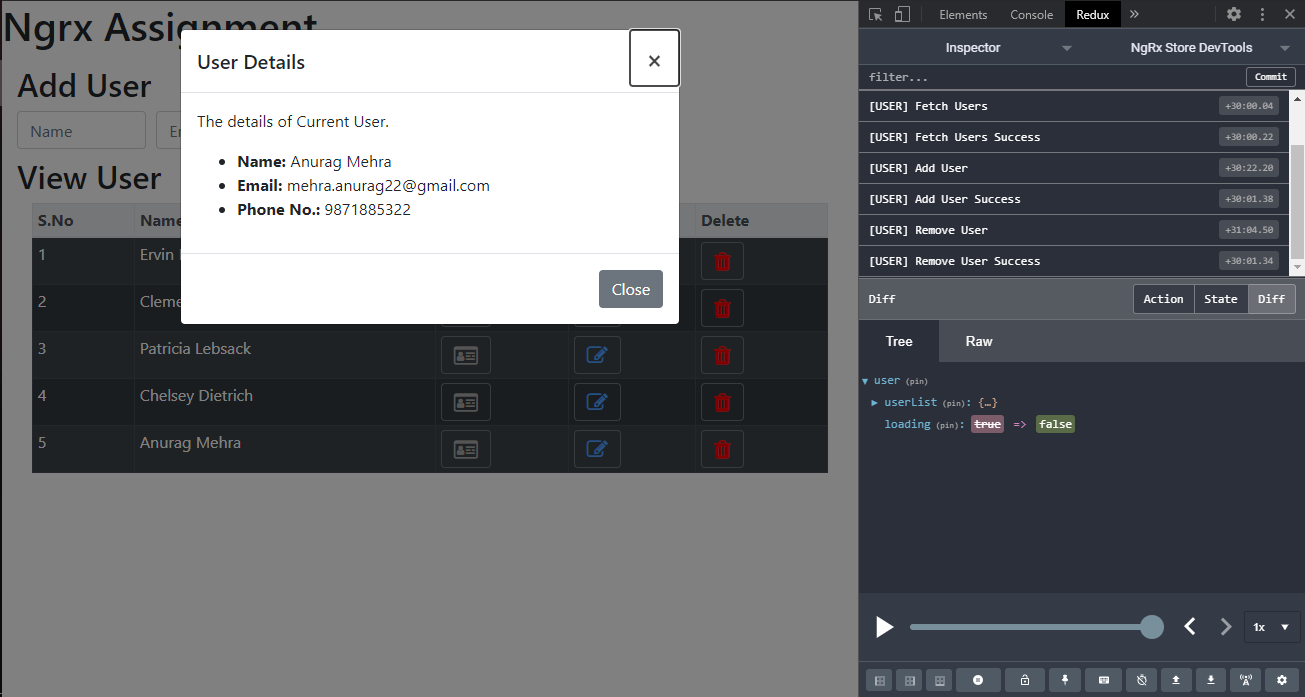 Ngrx Assignment
Add User
Name
View User
S.No Name Delete
1 Ervin
2
3 Patricia Lebsack
4 Chelsey Dietrich
5 Anurag Mehra
User Details ×
The details of Current User.
Name: Anurag Mehra
Email: mehra.anurag22@gmail.com
Phone No.: 9871885322
Close
Elements Console Redux »
Inspector NgRx Store DevTools
filter... Commit
[USER] Fetch Users +30:00.04
[USER] Fetch Users Success +30:00.22
[USER] Add User +30:22.20
[USER] Add User Success +30:01.38
[USER] Remove User +31:04.50
[USER] Remove User Success +30:01.34
Diff Action State Diff
Tree Raw
user (pin)
userList (pin): {…}
loading (pin): true => false
1x